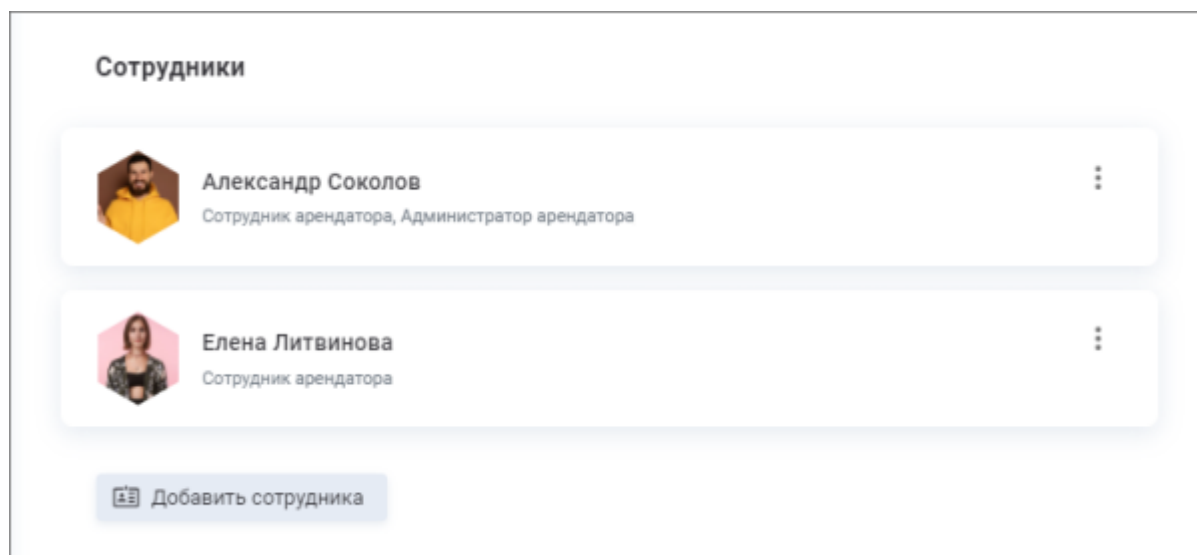 Сотрудники
Александр Соколов
Сотрудник арендатора, Администратор арендатора
Елена Литвинова
Сотрудник арендатора
Добавить сотрудника